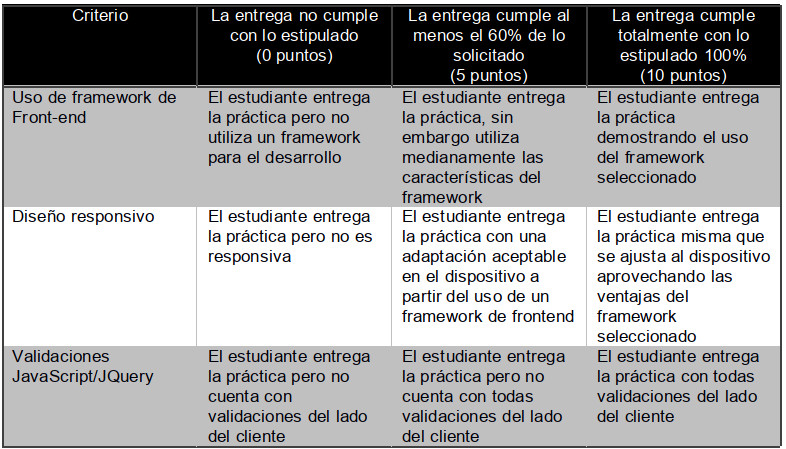 Criterio
La entrega no cumple
con lo estipulado
(0 puntos)
La entrega cumple al
menos el 60% de lo
solicitado
(5 puntos)
La entrega cumple
totalmente con lo
estipulado 100%
(10 puntos)
Uso de framework de
Front-end
El estudiante entrega
la práctica pero no
utiliza un framework
para el desarrollo
El estudiante entrega
la práctica, sin
embargo utiliza
medianamente las
características del
framework
El estudiante entrega
la práctica
demostrando el uso
del framework
seleccionado
Diseño responsivo
El estudiante entrega
la práctica pero no es
responsiva
El estudiante entrega
la práctica con una
adaptación aceptable
en el dispositivo a
partir del uso de un
framework de frontend
El estudiante entrega
la práctica misma que
se ajusta al dispositivo
aprovechando las
ventajas del
framework
seleccionado
Validaciones
JavaScript/JQuery
El estudiante entrega
la práctica pero no
cuenta con
validaciones del lado
del cliente
El estudiante entrega
la práctica pero no
cuenta con todas
validaciones del lado
del cliente
El estudiante entrega
la práctica con todas
validaciones del lado
del cliente